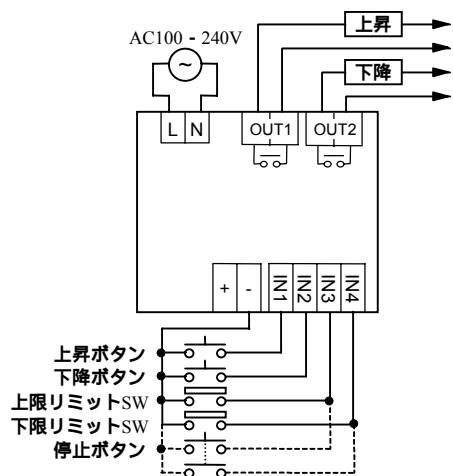 上昇
AC100 - 240V
~
下降
L N OUT1 OUT2
+ - IN1 IN2 IN3 IN4
上昇ボタン
下降ボタン
上限リミットSW
下限リミットSW
停止ボタン